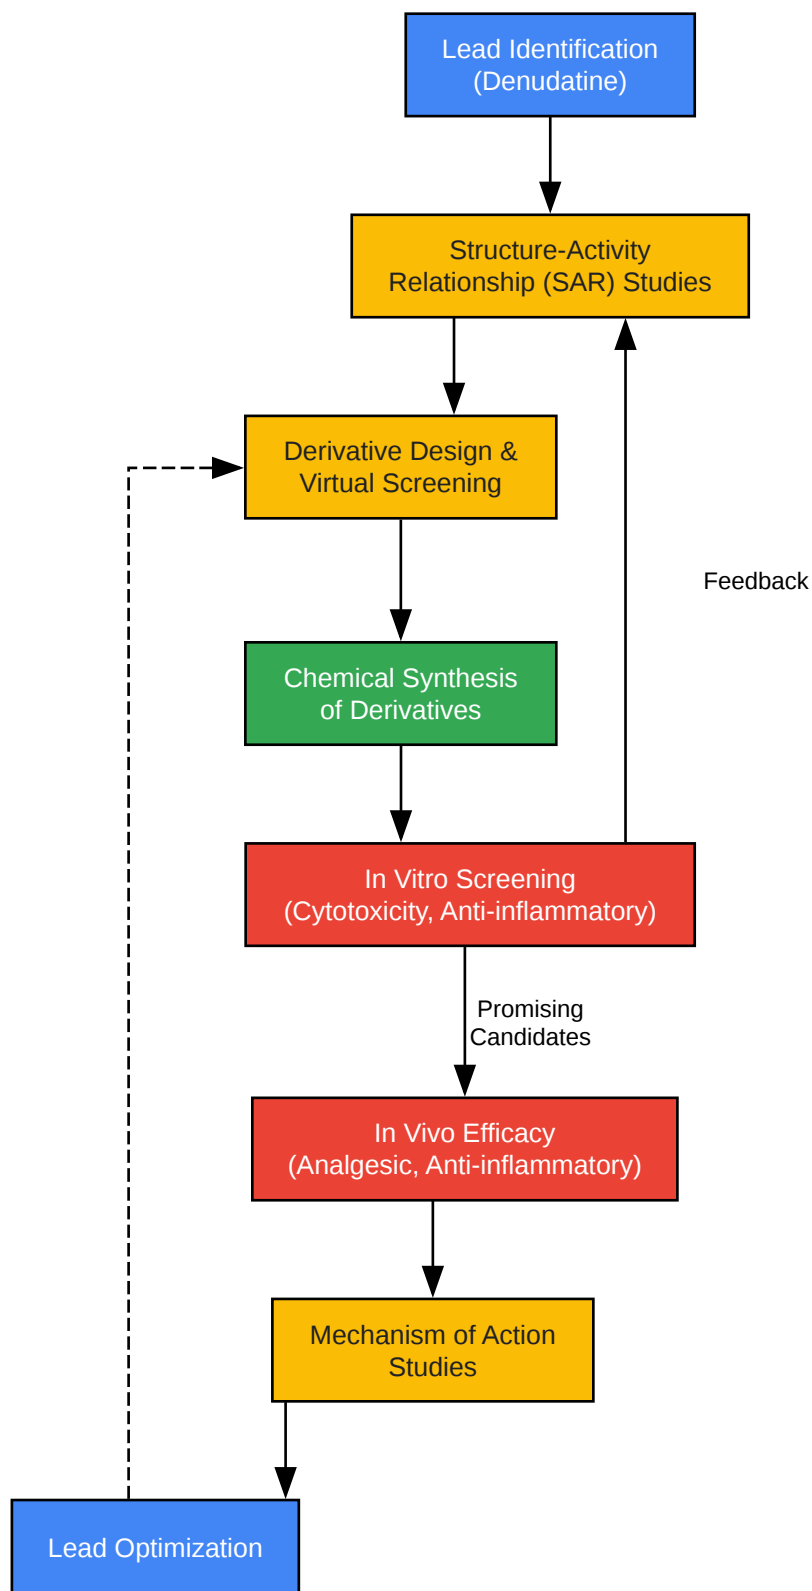 Lead Identification
(Denudatine)
Structure-Activity
Relationship (SAR) Studies
Derivative Design &
Virtual Screening
Feedback
Chemical Synthesis
of Derivatives
In Vitro Screening
(Cytotoxicity, Anti-inflammatory)
Promising
Candidates
In Vivo Efficacy
(Analgesic, Anti-inflammatory)
Mechanism of Action
Studies
Lead Optimization